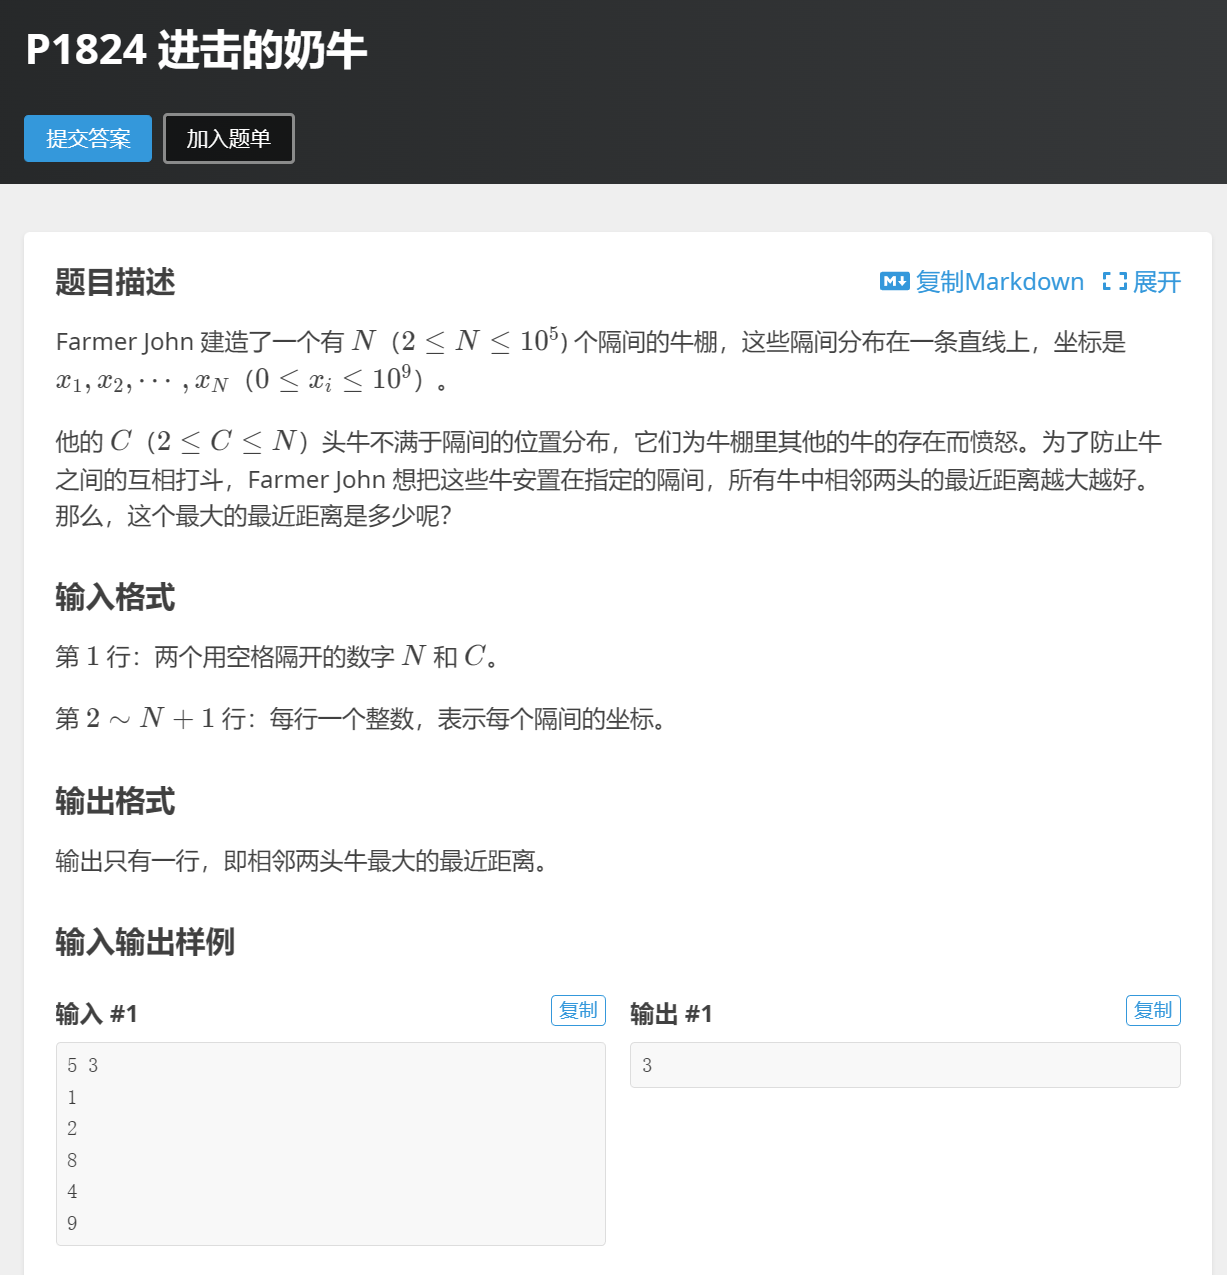 P1824 进击的奶牛
提交答案 加入题单
题目描述 复制Markdown 展开
Farmer John 建造了一个有 N（2 ≤ N ≤ 10^5) 个隔间的牛棚，这些隔间分布在一条直线上，坐标是
x_1, x_2, ⋯ , x_N（0 ≤ x_i ≤ 10^9）。
他的 C（2 ≤ C ≤ N）头牛不满于隔间的位置分布，它们为牛棚里其他的牛的存在而愤怒。为了防止牛
之间的互相打斗，Farmer John 想把这些牛安置在指定的隔间，所有牛中相邻两头的最近距离越大越好。
那么，这个最大的最近距离是多少呢？
输入格式
第 1 行：两个用空格隔开的数字 N 和 C。
第 2 ∼ N + 1 行：每行一个整数，表示每个隔间的坐标。
输出格式
输出只有一行，即相邻两头牛最大的最近距离。
输入输出样例
输入 #1 复制
5 3
1
2
8
4
9
输出 #1 复制
3